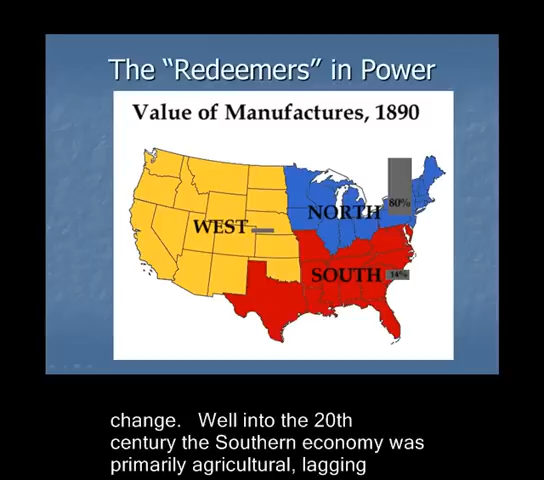 The “Redeemers” in Power
Value of Manufactures, 1890
80%
NORTH
WEST
SOUTH
14%
change.   Well into the 20th
century the Southern economy was
primarily agricultural, lagging